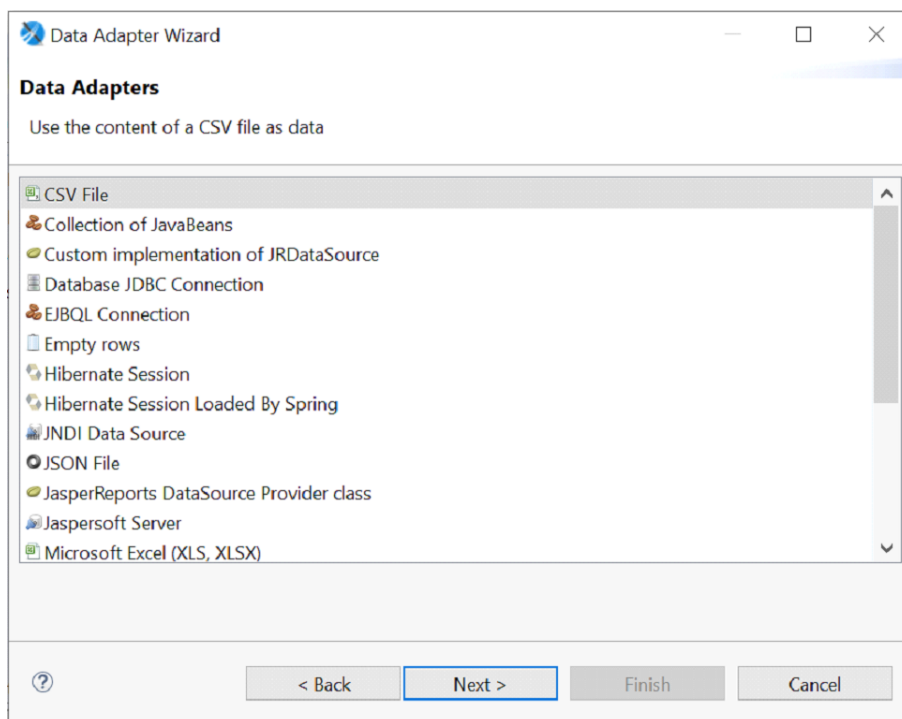 Data Adapter Wizard
Data Adapters
Use the content of a CSV file as data
CSV File
Collection of JavaBeans
Custom implementation of JRDataSource
Database JDBC Connection
EJBQL Connection
Empty rows
Hibernate Session
Hibernate Session Loaded By Spring
JNDI Data Source
JSON File
JasperReports DataSource Provider class
Jaspersoft Server
Microsoft Excel (XLS, XLSX)
? < Back Next > Finish Cancel